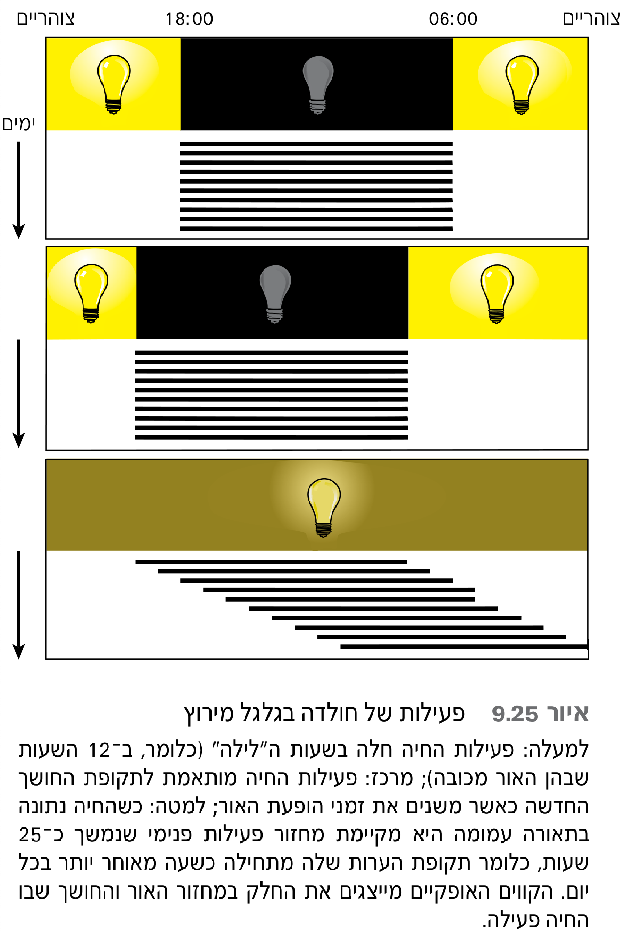 צוהריים 18:00 06:00 צוהריים
ימים
איור 9.25 פעילות של חולדה בגלגל מירוץ
למעלה: פעילות החיה חלה בשעות ה"לילה" (כלומר, ב־12 השעות
שבהן האור מכובה); מרכז: פעילות החיה מותאמת לתקופת החושך
החדשה כאשר משנים את זמני הופעת האור; למטה: כשהחיה נתונה
בתאורה עמומה היא מקיימת מחזור פעילות פנימי שנמשך כ־25
שעות, כלומר תקופת הערות שלה מתחילה כשעה מאוחר יותר בכל
יום. הקווים האופקיים מייצגים את החלק במחזור האור והחושך שבו
החיה פעילה.